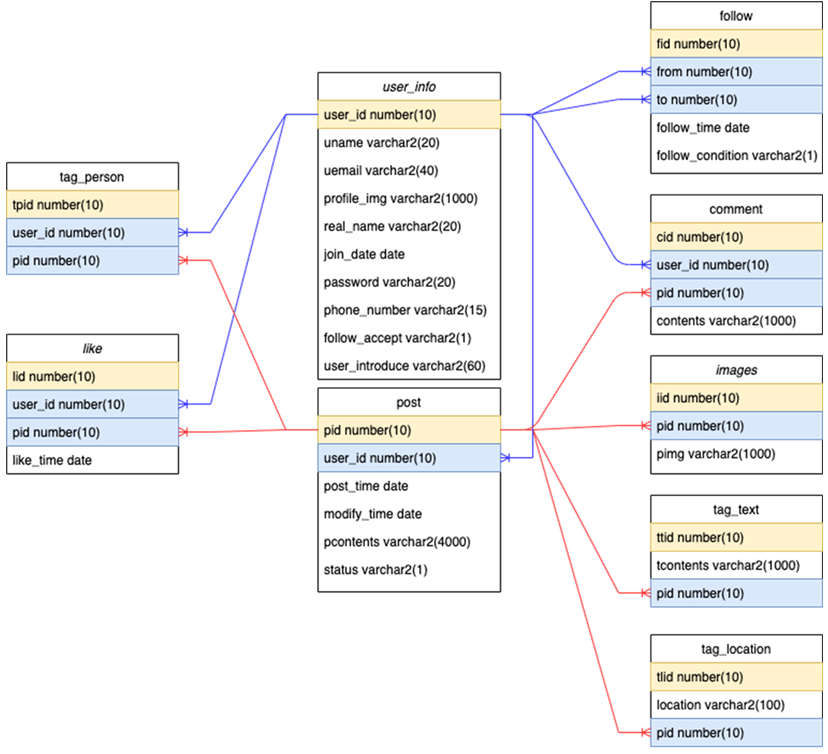 follow
fid number(10)
from number(10)
to number(10)
follow_time date
follow_condition varchar2(1)
user_info
user_id number(10)
uname varchar2(20)
uemail varchar2(40)
profile_img varchar2(1000)
real_name varchar2(20)
join_date date
password varchar2(20)
phone_number varchar2(15)
follow_accept varchar2(1)
user_introduce varchar2(60)
tag_person
tpid number(10)
user_id number(10)
pid number(10)
comment
cid number(10)
user_id number(10)
pid number(10)
contents varchar2(1000)
like
lid number(10)
user_id number(10)
pid number(10)
like_time date
images
iid number(10)
pid number(10)
pimg varchar2(1000)
post
pid number(10)
user_id number(10)
post_time date
modify_time date
pcontents varchar2(4000)
status varchar2(1)
tag_text
ttid number(10)
tcontents varchar2(1000)
pid number(10)
tag_location
tlid number(10)
location varchar2(100)
pid number(10)